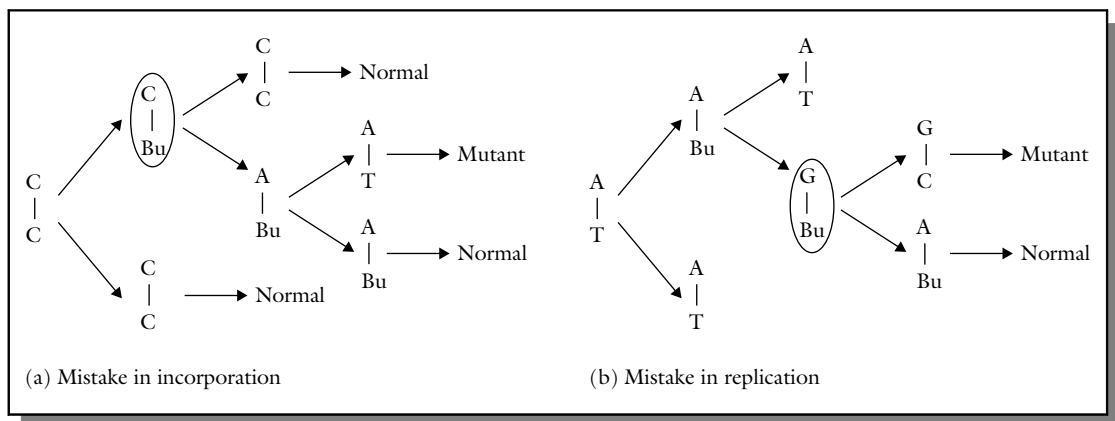 C
C
C
Bu
C
C
Normal
A
Bu
A
T
Mutant
A
Bu
Normal
C
C
Normal
(a) Mistake in incorporation
A
T
A
Bu
A
T
G
Bu
G
C
Mutant
A
Bu
Normal
A
T
(b) Mistake in replication